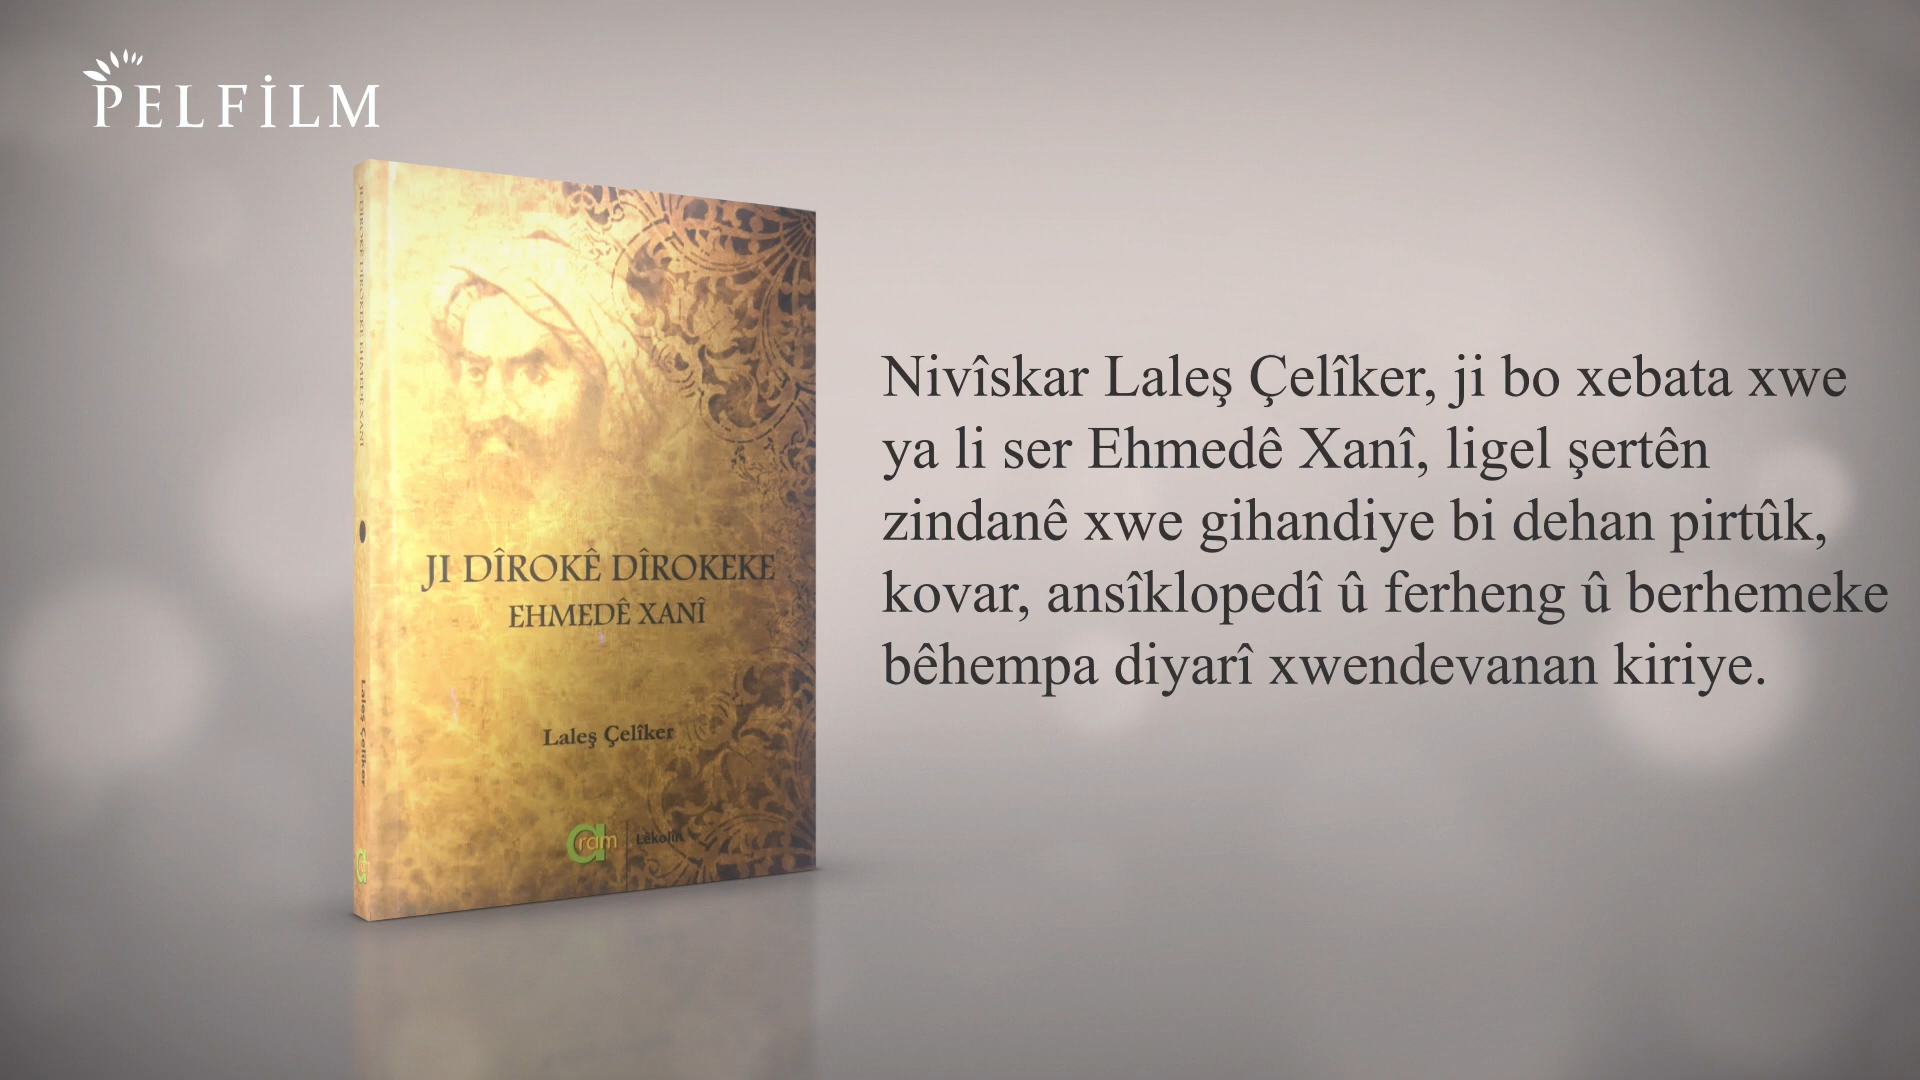 PELFİLM
JI DÎROKÊ DÎROKEKE EHMEDÊ XANÎ
Laleş Çelîker
JI DÎROKÊ DÎROKEKE
EHMEDÊ XANÎ
Laleş Çelîker
aram
Lêkolîn
Nivîskar Laleş Çelîker, ji bo xebata xwe
ya li ser Ehmedê Xanî, ligel şertên
zindanê xwe gihandiye bi dehan pirtûk,
kovar, ansîklopedî û ferheng û berhemeke
bêhempa diyarî xwendevanan kiriye.